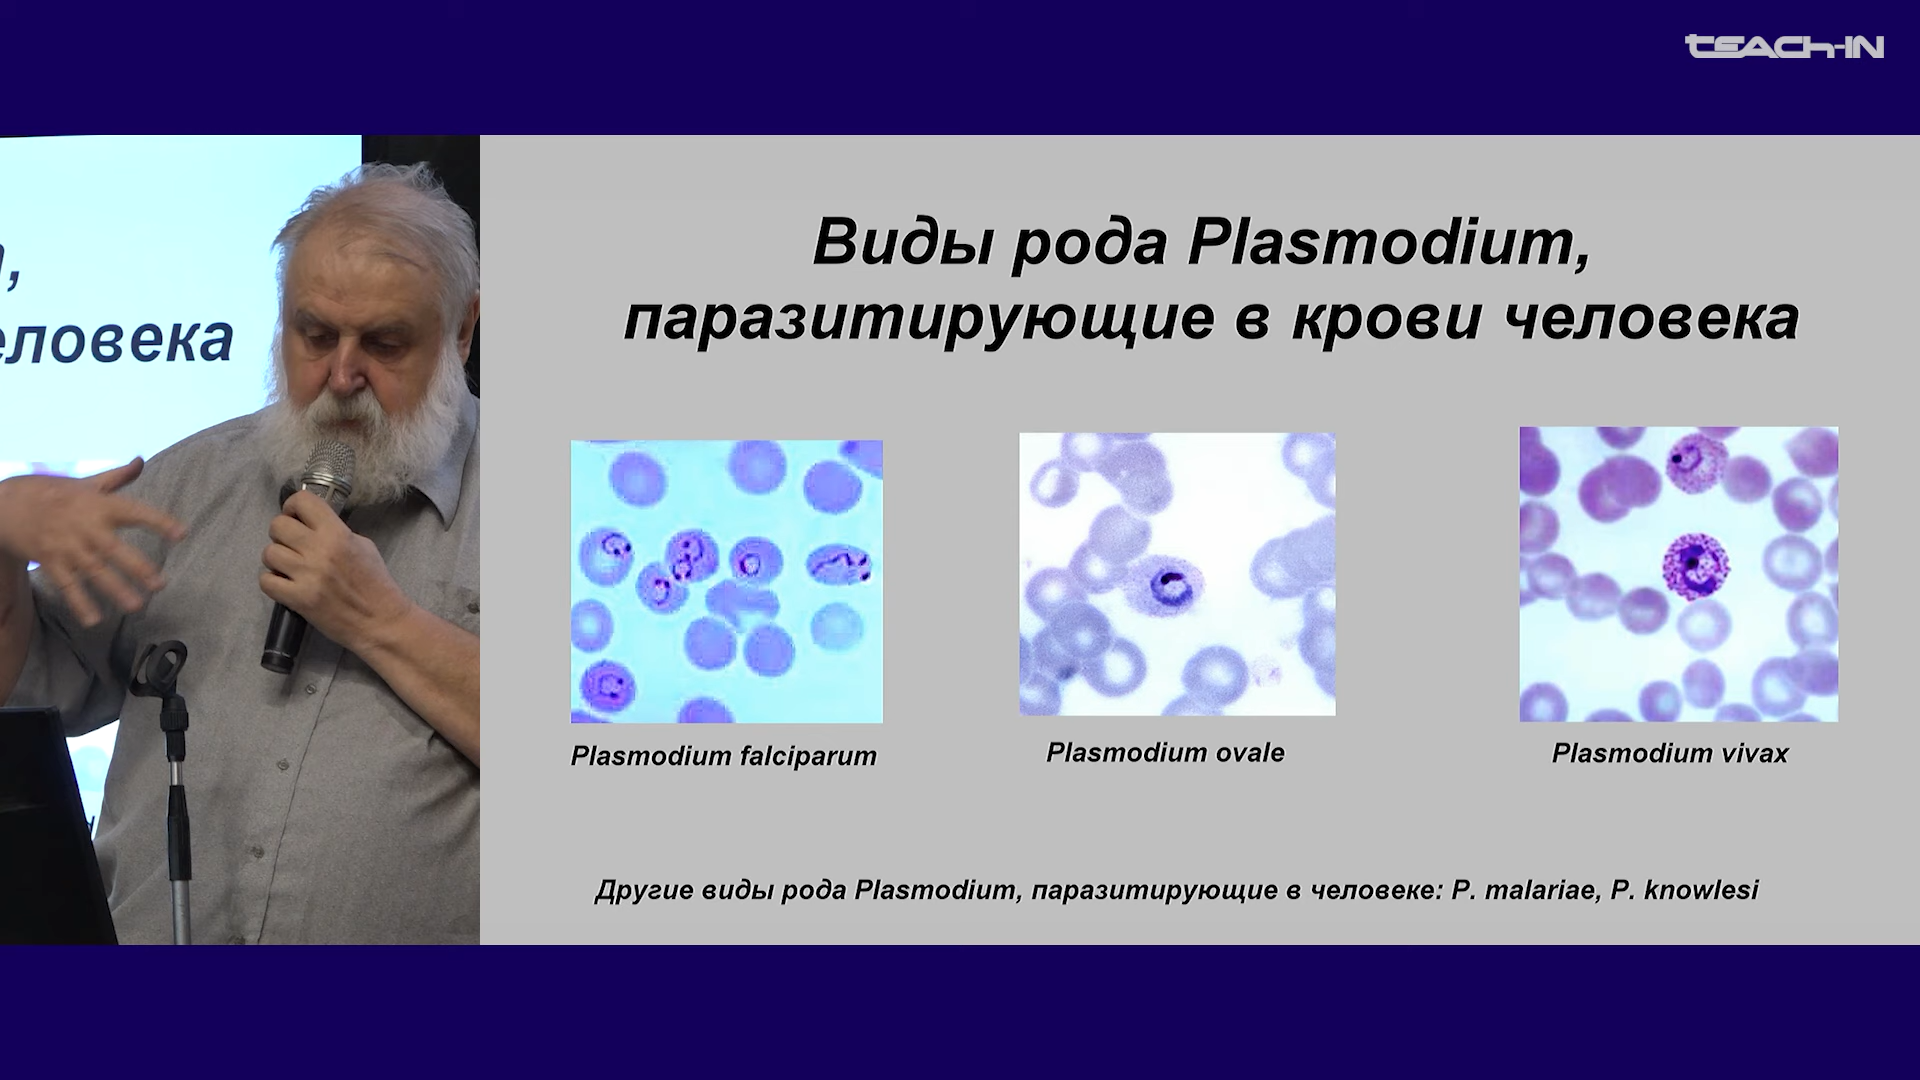 TEACH-IN
Виды рода Plasmodium,
паразитирующие в крови человека
еловека
Plasmodium falciparum
Plasmodium ovale
Plasmodium vivax
Другие виды рода Plasmodium, паразитирующие в человеке: P. malariae, P. knowlesi